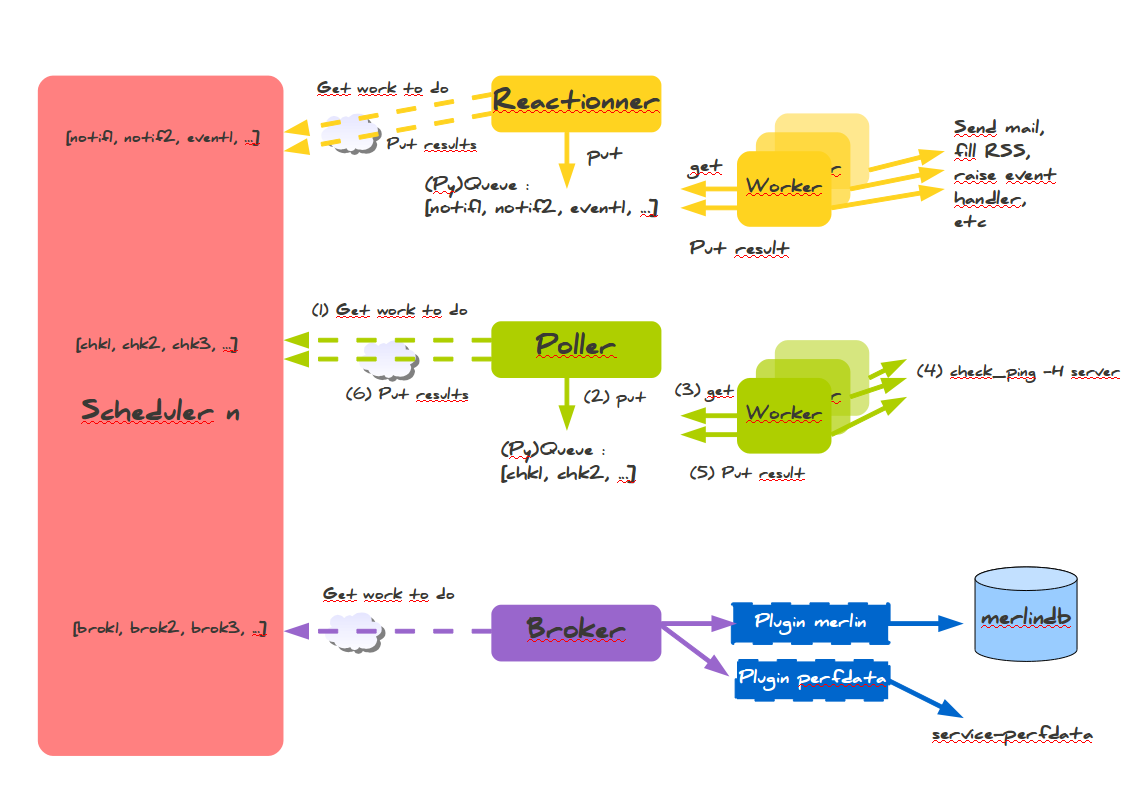 Get work to do
Reactionner
[notif1, notif2, event1, ...]
Put results
put
(Py)Queue :
[notif1, notif2, event1, ...]
get
Worker
r
Put result
Send mail,
fill RSS,
raise event
handler,
etc
(1) Get work to do
Poller
[chk1, chk2, chk3, ...]
(6) Put results
(2) put
(Py)Queue :
[chk1, chk2, ...]
(3) get
Worker
r
(5) Put result
(4) check_ping -H server
Scheduler n
Get work to do
[brok1, brok2, brok3, ...]
Broker
Plugin merlin
merlindb
Plugin perfdata
service-perfdata